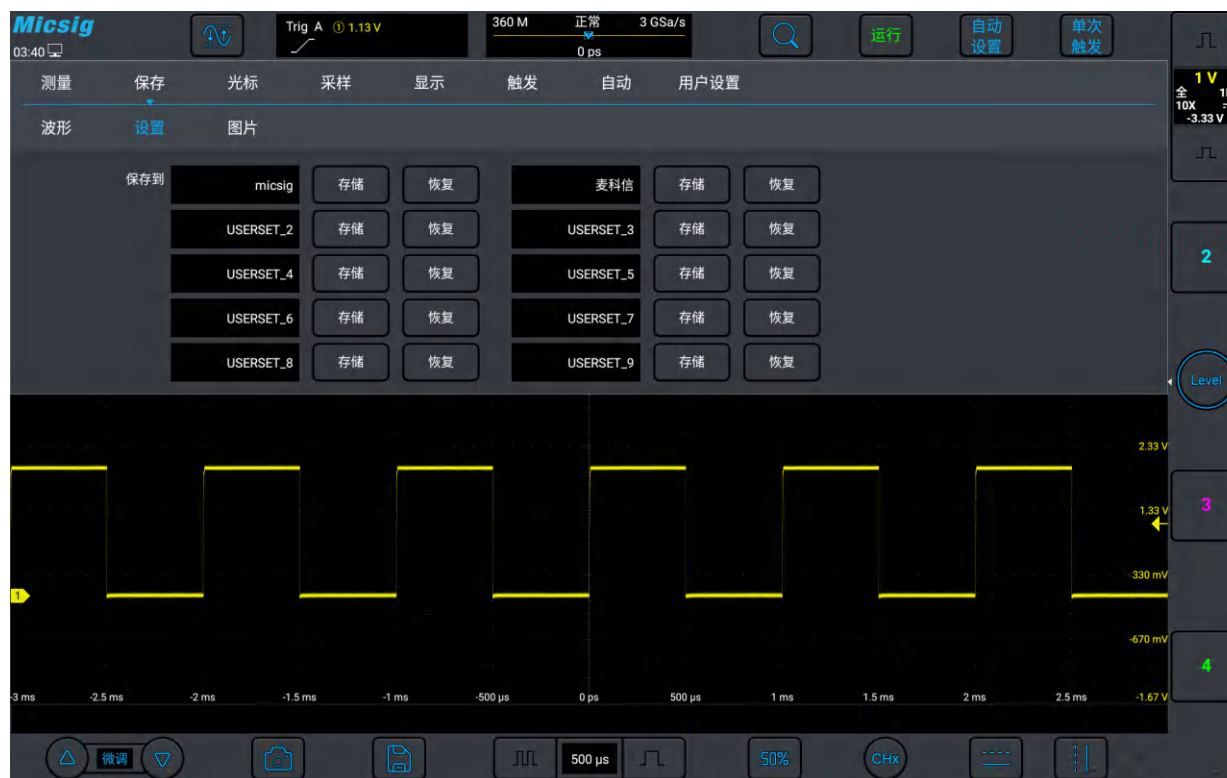 Micsig
03:40
Trig A ① 1.13 V
360 M 正常 3 GSa/s
0 ps
运行
自动
设置
单次
触发
测量 保存 光标 采样 显示 触发 自动 用户设置
波形 设置 图片
1 V
全
10X
-3.33 V
保存到 micsig 存储 恢复 麦科信 存储 恢复
USERSET_2 存储 恢复 USERSET_3 存储 恢复
USERSET_4 存储 恢复 USERSET_5 存储 恢复
USERSET_6 存储 恢复 USERSET_7 存储 恢复
USERSET_8 存储 恢复 USERSET_9 存储 恢复
2
Level
2.33 V
1.33 V
3
330 mV
1
-670 mV
4
-3 ms -2.5 ms -2 ms -1.5 ms -1 ms -500 μs 0 ps 500 μs 1 ms 1.5 ms 2 ms 2.5 ms -1.67 V
微调 500 μs 50% CHx